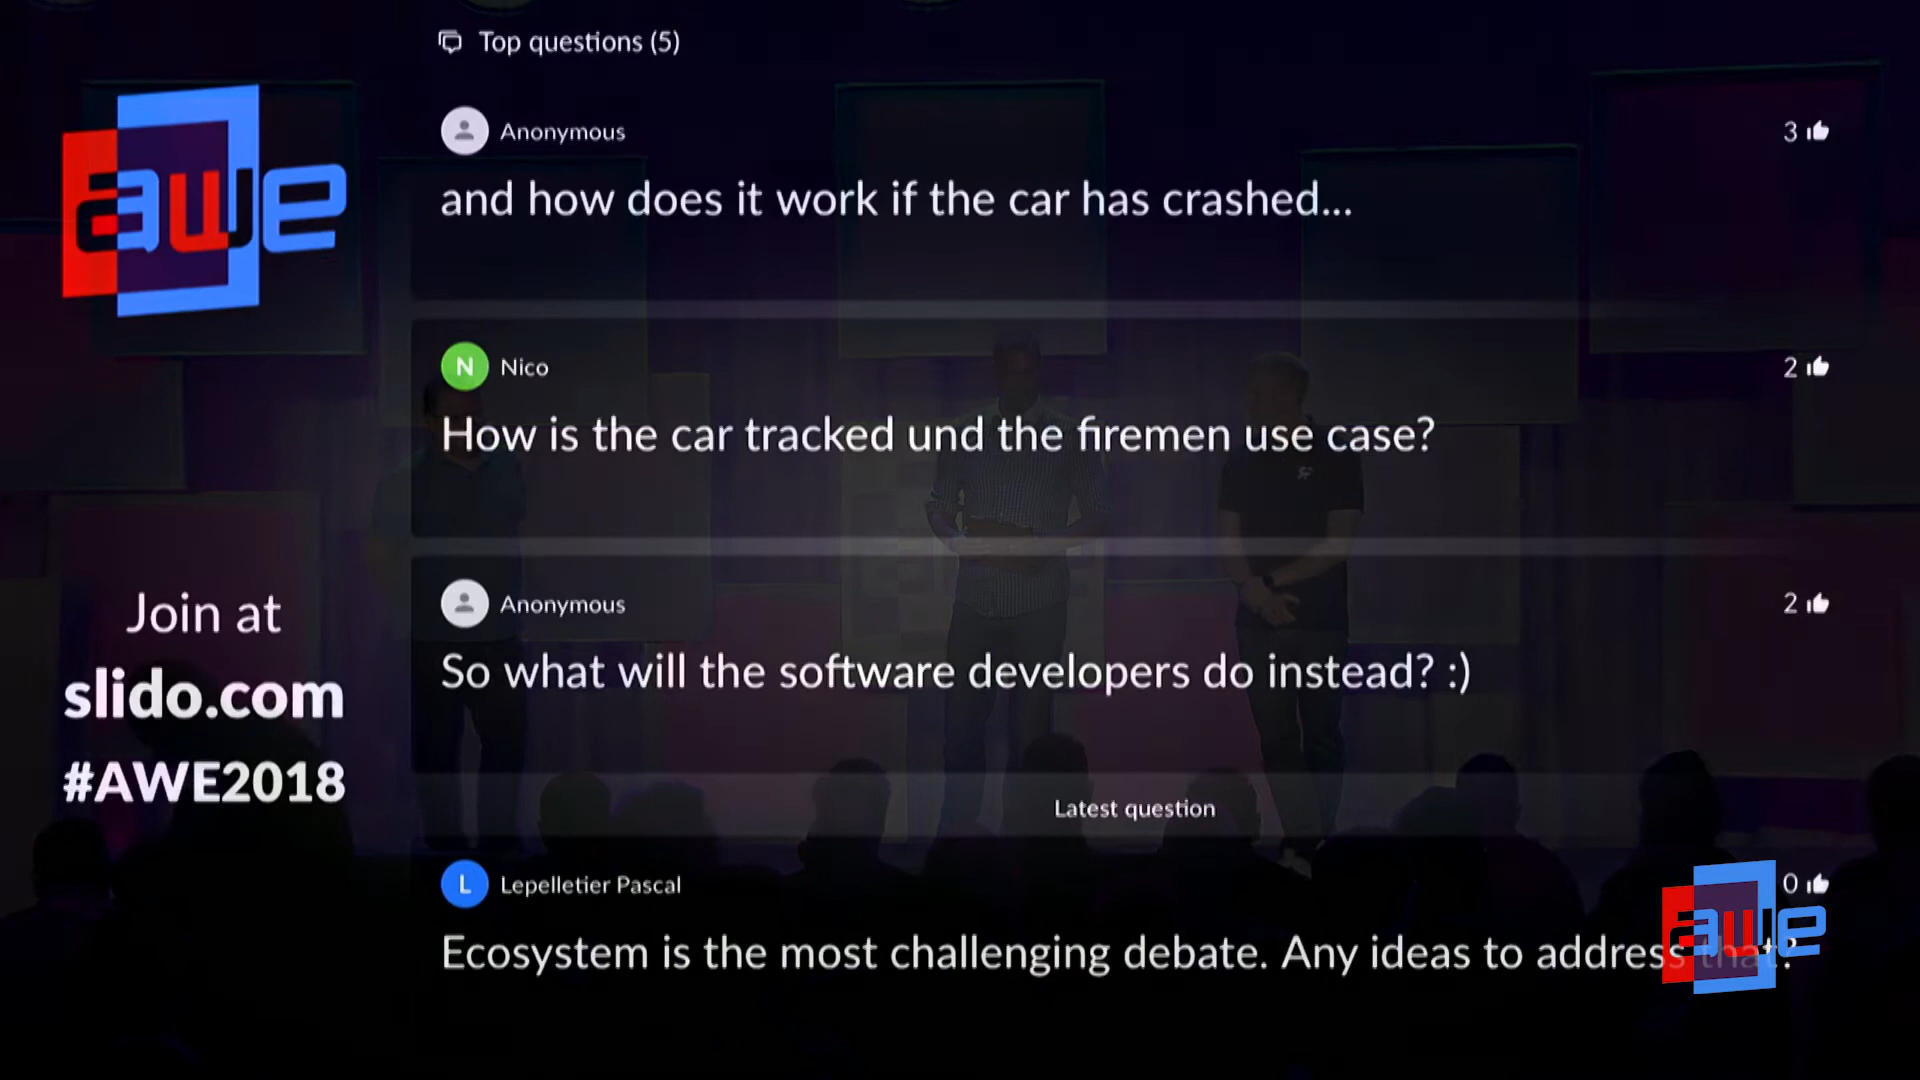 Top questions (5)
awe
Anonymous
3
and how does it work if the car has crashed...
N
Nico
2
How is the car tracked und the firemen use case?
Anonymous
2
So what will the software developers do instead? :)
Join at
slido.com
#AWE2018
Latest question
L
Lepelletier Pascal
0
Ecosystem is the most challenging debate. Any ideas to address that?
awe